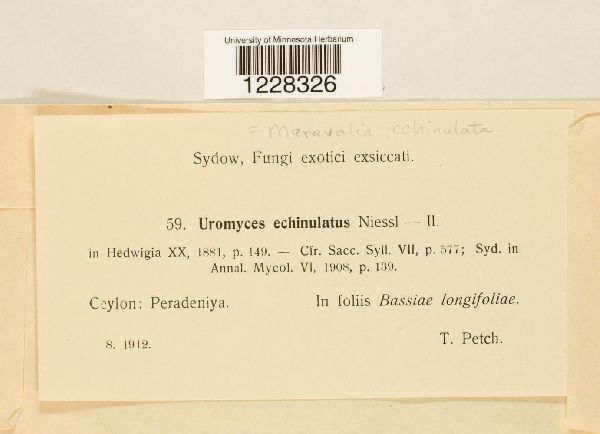 University of Minnesota Herbarium
1228326
= Maravalia echinulata
Sydow, Fungi exotici exsiccati.
59. Uromyces echinulatus Niessl — II.
in Hedwigia XX, 1881, p. 149. — Cfr. Sacc. Syll. VII, p. 577; Syd. in
Annal. Mycol. VI, 1908, p. 139.
Ceylon: Peradeniya. In foliis Bassiae longifoliae.
8. 1912. T. Petch.